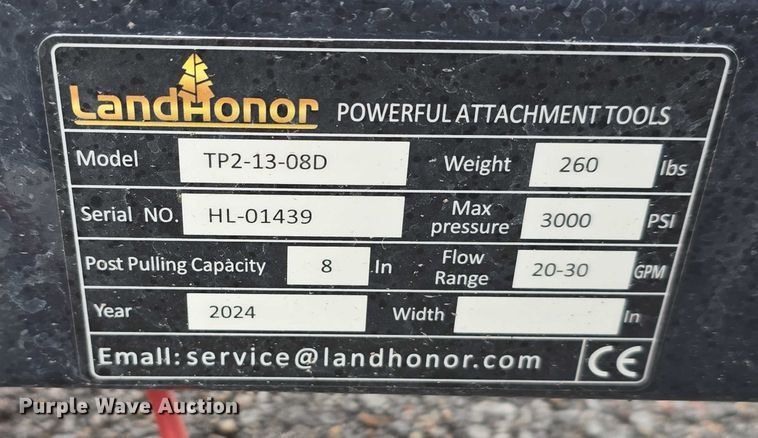 LandHonor POWERFUL ATTACHMENT TOOLS
Model TP2-13-08D Weight 260 lbs
Serial NO. HL-01439 Max pressure 3000 PSI
Post Pulling Capacity 8 In Flow Range 20-30 GPM
Year 2024 Width In
Email:service@landhonor.com CE
Purple Wave Auction